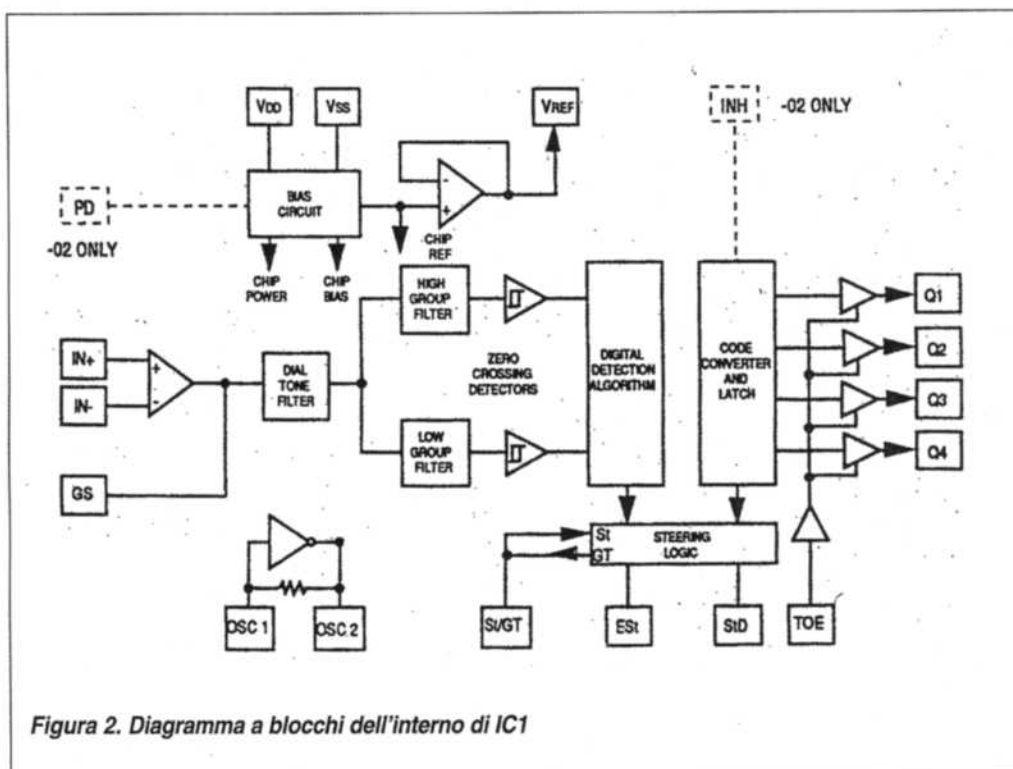 VDD
VSS
VREF
INH
-02 ONLY
PD
-02 ONLY
BIAS
CIRCUIT
-
+
CHIP
REF
CHIP
POWER
CHIP
BIAS
HIGH
GROUP
FILTER
IN+
IN-
+
-
DIAL
TONE
FILTER
ZERO
CROSSING
DETECTORS
DIGITAL
DETECTION
ALGORITHM
CODE
CONVERTER
AND
LATCH
Q1
Q2
Q3
Q4
LOW
GROUP
FILTER
GS
St
GT
STEERING
LOGIC
OSC 1
OSC 2
St/GT
ESt
StD
TOE
Figura 2. Diagramma a blocchi dell'interno di IC1